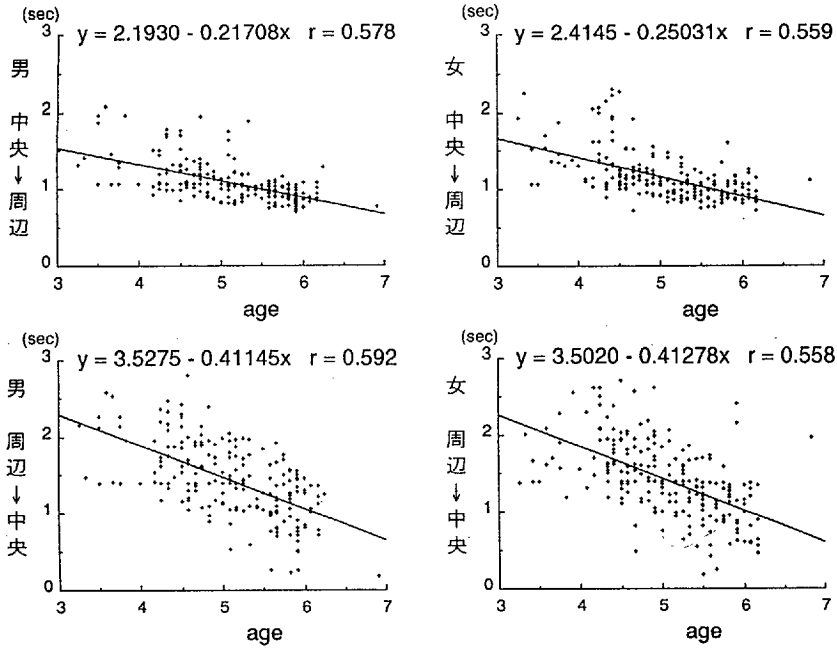 (sec)
y = 2.1930 - 0.21708x r = 0.578
男 中央→周辺
3
2
1
0
3 4 5 6 7
age
(sec)
y = 2.4145 - 0.25031x r = 0.559
女 中央→周辺
3
2
1
0
3 4 5 6 7
age
(sec)
y = 3.5275 - 0.41145x r = 0.592
男 周辺→中央
3
2
1
0
3 4 5 6 7
age
(sec)
y = 3.5020 - 0.41278x r = 0.558
女 周辺→中央
3
2
1
0
3 4 5 6 7
age